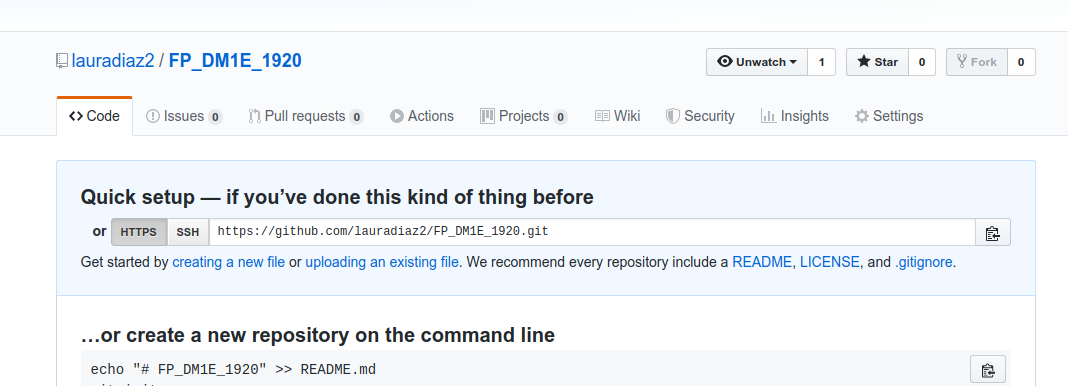 lauradiaz2 / FP_DM1E_1920
Unwatch 1 Star 0 Fork 0
Code Issues 0 Pull requests 0 Actions Projects 0 Wiki Security Insights Settings
Quick setup — if you’ve done this kind of thing before
or HTTPS SSH https://github.com/lauradiaz2/FP_DM1E_1920.git
Get started by creating a new file or uploading an existing file. We recommend every repository include a README, LICENSE, and .gitignore.
…or create a new repository on the command line
echo "# FP_DM1E_1920" >> README.md